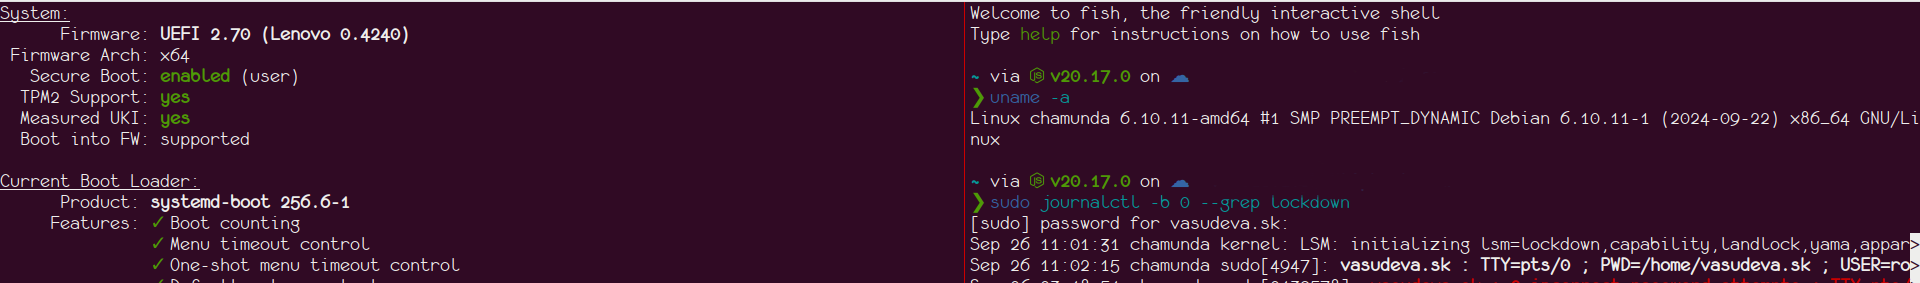 System:
Firmware: UEFI 2.70 (Lenovo 0.4240)
Firmware Arch: x64
Secure Boot: enabled (user)
TPM2 Support: yes
Measured UKI: yes
Boot into FW: supported
Current Boot Loader:
Product: systemd-boot 256.6-1
Features: ✓ Boot counting
✓ Menu timeout control
✓ One-shot menu timeout control
Welcome to fish, the friendly interactive shell
Type help for instructions on how to use fish
~ via v20.17.0 on
❯ uname -a
Linux chamunda 6.10.11-amd64 #1 SMP PREEMPT_DYNAMIC Debian 6.10.11-1 (2024-09-22) x86_64 GNU/Li
nux
~ via v20.17.0 on
❯ sudo journalctl -b 0 --grep lockdown
[sudo] password for vasudeva.sk:
Sep 26 11:01:31 chamunda kernel: LSM: initializing lsm=lockdown,capability,landlock,yama,appar>
Sep 26 11:02:15 chamunda sudo[4947]: vasudeva.sk : TTY=pts/0 ; PWD=/home/vasudeva.sk ; USER=ro>